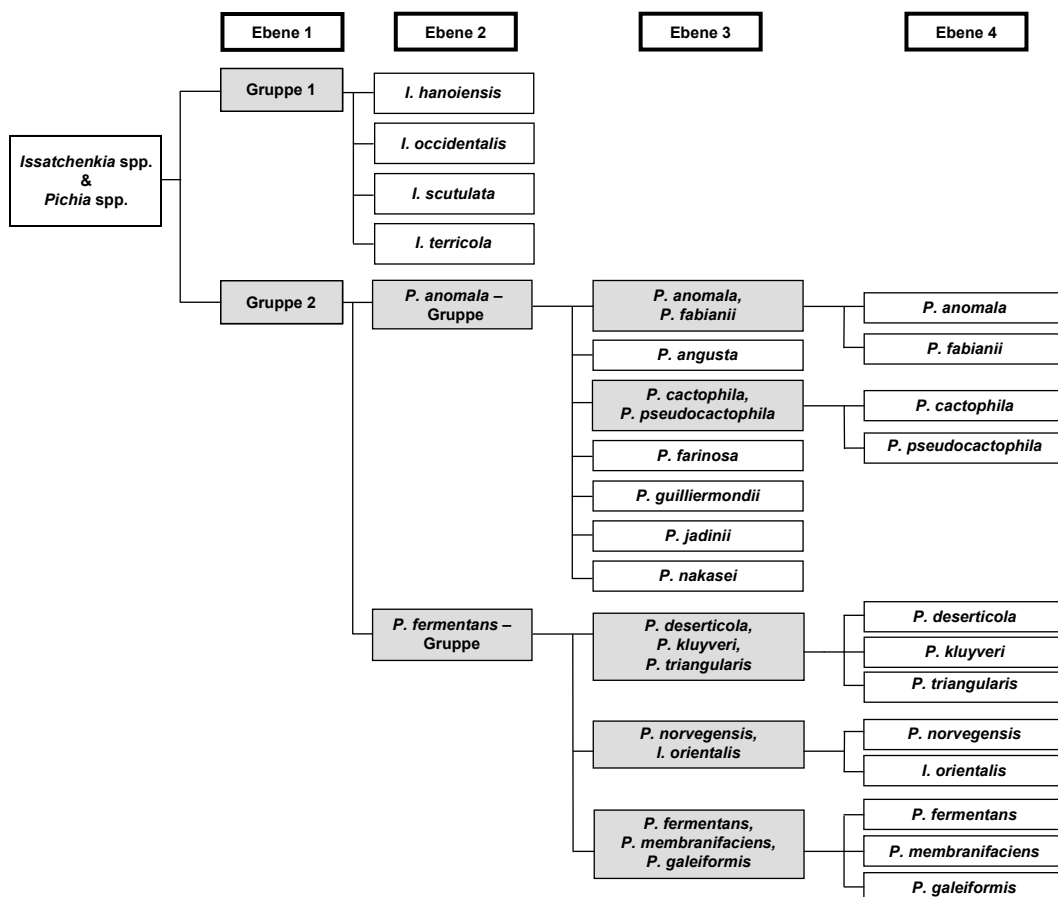 Ebene 1
Ebene 2
Ebene 3
Ebene 4
Issatchenkia spp.
&
Pichia spp.
Gruppe 1
I. hanoiensis
I. occidentalis
I. scutulata
I. terricola
Gruppe 2
P. anomala –
Gruppe
P. anomala,
P. fabianii
P. anomala
P. fabianii
P. angusta
P. cactophila,
P. pseudocactophila
P. cactophila
P. pseudocactophila
P. farinosa
P. guilliermondii
P. jadinii
P. nakasei
P. fermentans –
Gruppe
P. deserticola,
P. kluyveri,
P. triangularis
P. deserticola
P. kluyveri
P. triangularis
P. norvegensis,
I. orientalis
P. norvegensis
I. orientalis
P. fermentans,
P. membranifaciens,
P. galeiformis
P. fermentans
P. membranifaciens
P. galeiformis